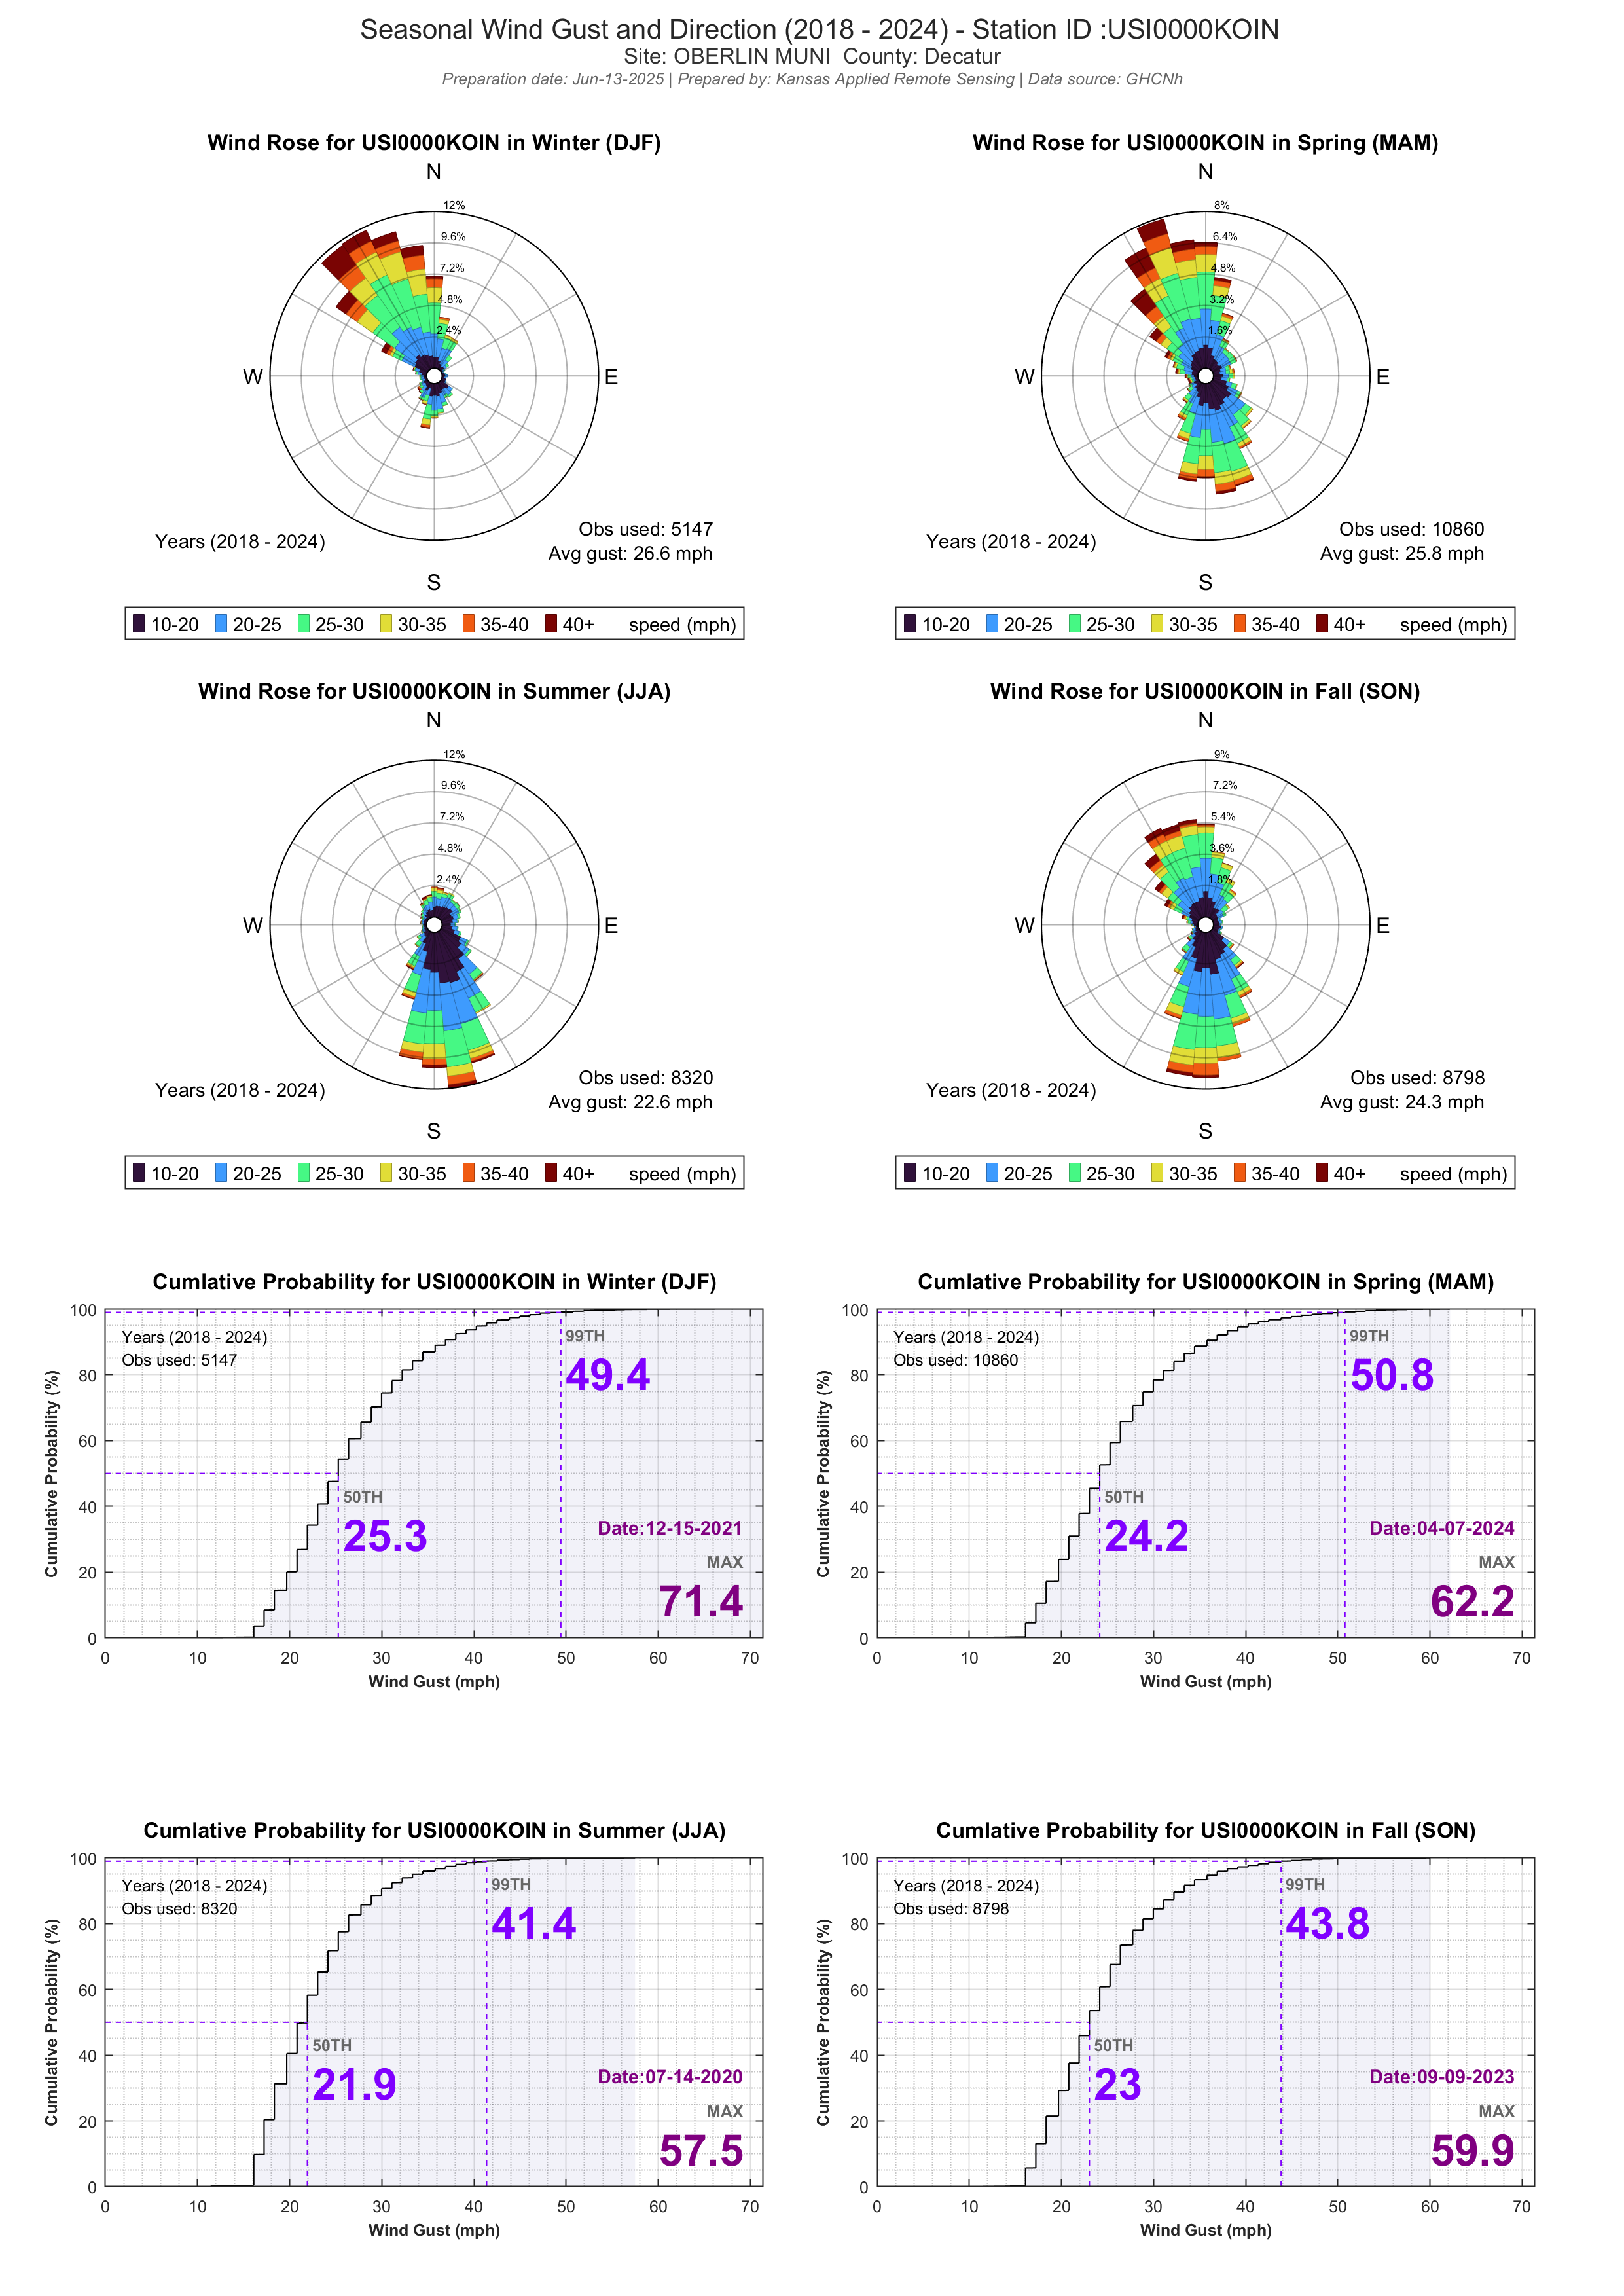 Seasonal Wind Gust and Direction (2018 - 2024) - Station ID :USI0000KOIN
Site: OBERLIN MUNI  County: Decatur
Preparation date: Jun-13-2025 | Prepared by: Kansas Applied Remote Sensing | Data source: GHCNh
Wind Rose for USI0000KOIN in Winter (DJF)
N
12%
9.6%
7.2%
4.8%
2.4%
W
E
Years (2018 - 2024)
Obs used: 5147
Avg gust: 26.6 mph
S
10-20 20-25 25-30 30-35 35-40 40+ speed (mph)
Wind Rose for USI0000KOIN in Spring (MAM)
N
8%
6.4%
4.8%
3.2%
1.6%
W
E
Years (2018 - 2024)
Obs used: 10860
Avg gust: 25.8 mph
S
10-20 20-25 25-30 30-35 35-40 40+ speed (mph)
Wind Rose for USI0000KOIN in Summer (JJA)
N
12%
9.6%
7.2%
4.8%
2.4%
W
E
Years (2018 - 2024)
Obs used: 8320
Avg gust: 22.6 mph
S
10-20 20-25 25-30 30-35 35-40 40+ speed (mph)
Wind Rose for USI0000KOIN in Fall (SON)
N
9%
7.2%
5.4%
3.6%
1.8%
W
E
Years (2018 - 2024)
Obs used: 8798
Avg gust: 24.3 mph
S
10-20 20-25 25-30 30-35 35-40 40+ speed (mph)
Cumlative Probability for USI0000KOIN in Winter (DJF)
Cumulative Probability (%)
100
80
60
40
20
0
Years (2018 - 2024)
Obs used: 5147
99TH
49.4
50TH
25.3
Date:12-15-2021
MAX
71.4
0 10 20 30 40 50 60 70
Wind Gust (mph)
Cumlative Probability for USI0000KOIN in Spring (MAM)
Cumulative Probability (%)
100
80
60
40
20
0
Years (2018 - 2024)
Obs used: 10860
99TH
50.8
50TH
24.2
Date:04-07-2024
MAX
62.2
0 10 20 30 40 50 60 70
Wind Gust (mph)
Cumlative Probability for USI0000KOIN in Summer (JJA)
Cumulative Probability (%)
100
80
60
40
20
0
Years (2018 - 2024)
Obs used: 8320
99TH
41.4
50TH
21.9
Date:07-14-2020
MAX
57.5
0 10 20 30 40 50 60 70
Wind Gust (mph)
Cumlative Probability for USI0000KOIN in Fall (SON)
Cumulative Probability (%)
100
80
60
40
20
0
Years (2018 - 2024)
Obs used: 8798
99TH
43.8
50TH
23
Date:09-09-2023
MAX
59.9
0 10 20 30 40 50 60 70
Wind Gust (mph)